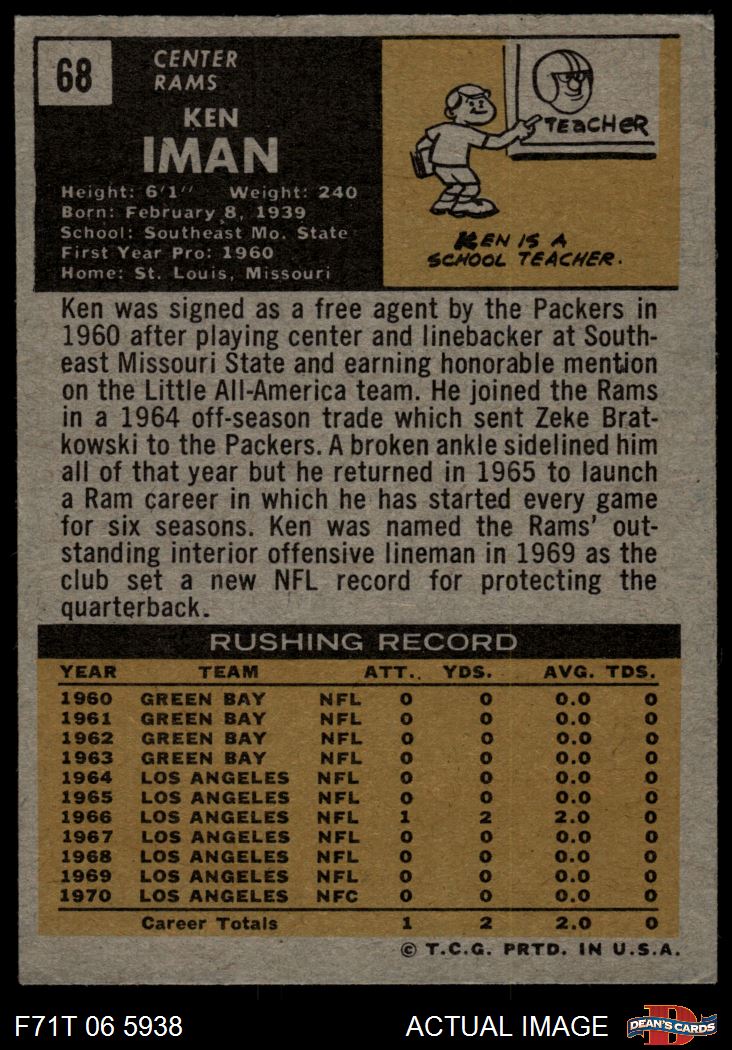 68
CENTER
RAMS
KEN
IMAN
Height: 6'1" Weight: 240
Born: February 8, 1939
School: Southeast Mo. State
First Year Pro: 1960
Home: St. Louis, Missouri
TEACHER
KEN IS A
SCHOOL TEACHER.
Ken was signed as a free agent by the Packers in
1960 after playing center and linebacker at South-
east Missouri State and earning honorable mention
on the Little All-America team. He joined the Rams
in a 1964 off-season trade which sent Zeke Brat-
kowski to the Packers. A broken ankle sidelined him
all of that year but he returned in 1965 to launch
a Ram career in which he has started every game
for six seasons. Ken was named the Rams' out-
standing interior offensive lineman in 1969 as the
club set a new NFL record for protecting the
quarterback.
RUSHING RECORD
YEAR TEAM ATT. YDS. AVG. TDS.
1960 GREEN BAY NFL 0 0 0.0 0
1961 GREEN BAY NFL 0 0 0.0 0
1962 GREEN BAY NFL 0 0 0.0 0
1963 GREEN BAY NFL 0 0 0.0 0
1964 LOS ANGELES NFL 0 0 0.0 0
1965 LOS ANGELES NFL 0 0 0.0 0
1966 LOS ANGELES NFL 1 2 2.0 0
1967 LOS ANGELES NFL 0 0 0.0 0
1968 LOS ANGELES NFL 0 0 0.0 0
1969 LOS ANGELES NFL 0 0 0.0 0
1970 LOS ANGELES NFC 0 0 0.0 0
Career Totals 1 2 2.0 0
© T.C.G. PRTD. IN U.S.A.
F71T 06 5938 ACTUAL IMAGE
D
DEAN'S CARDS